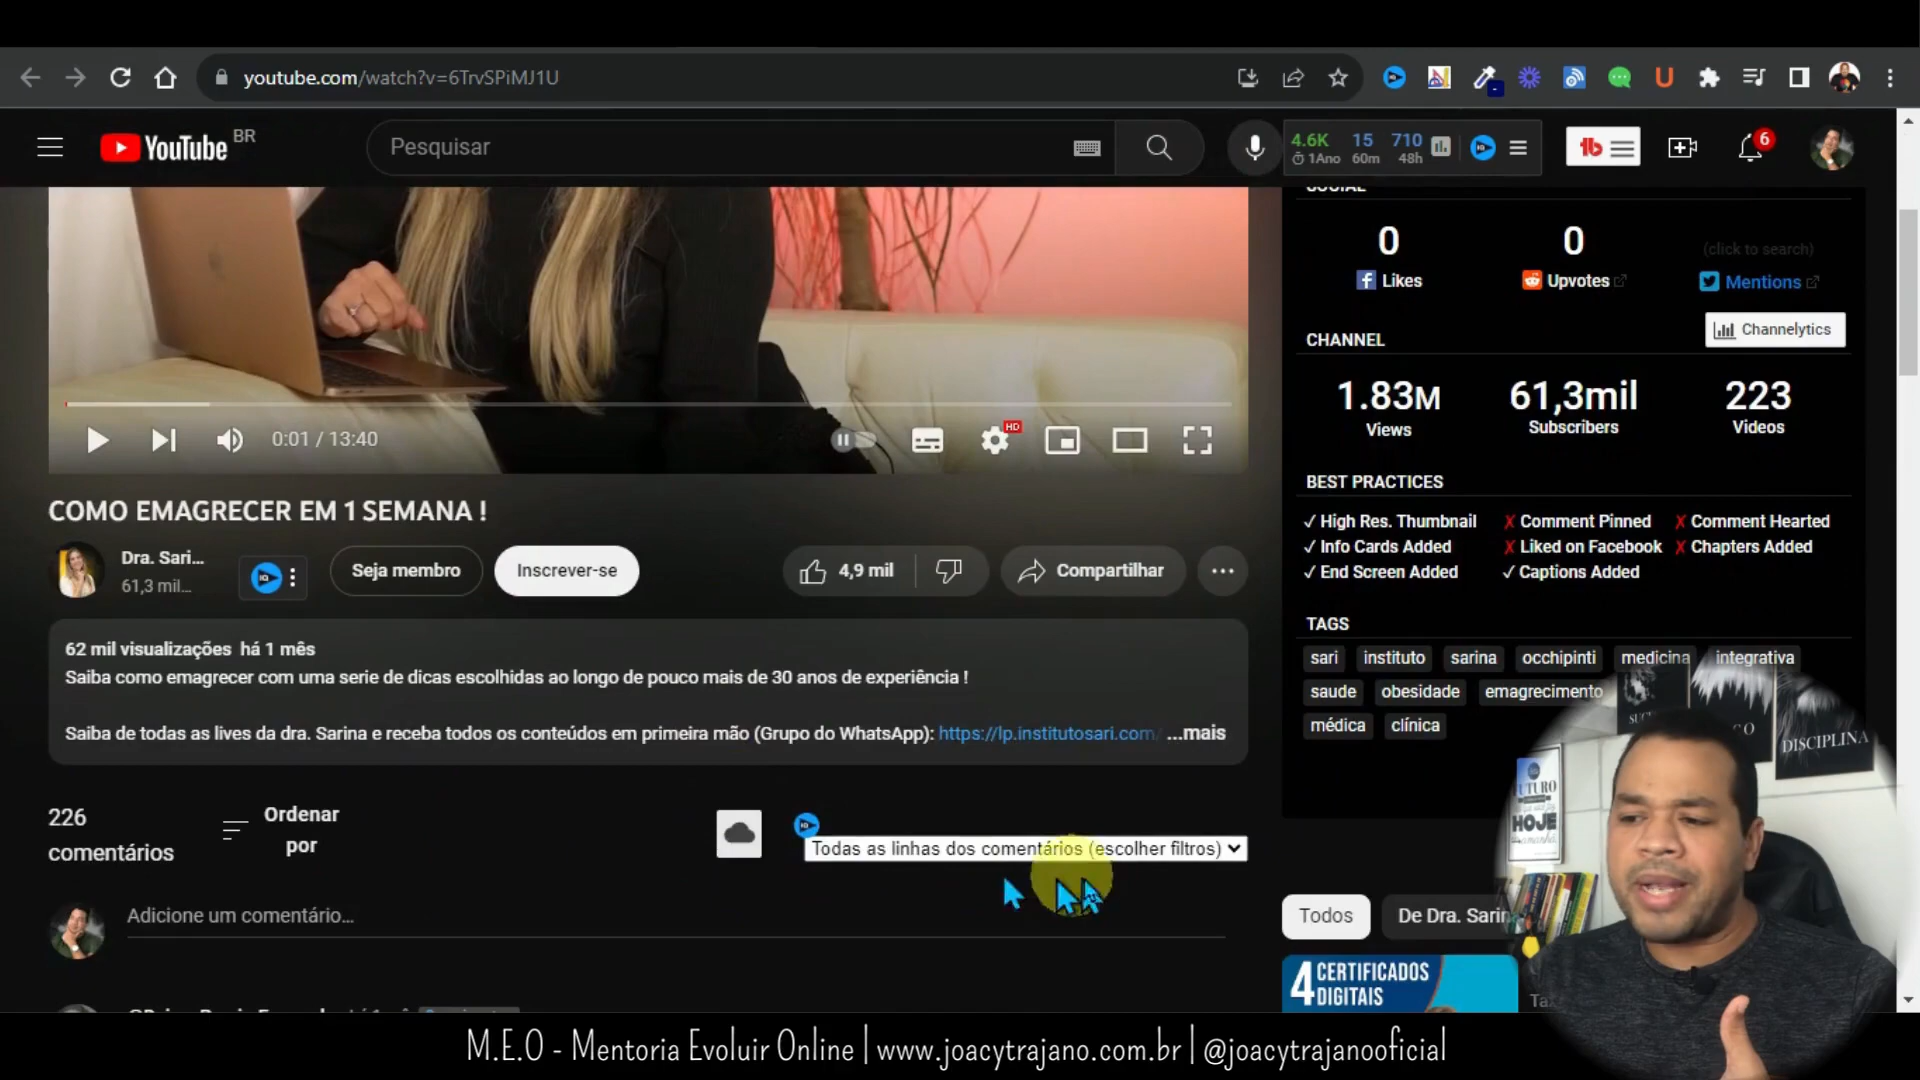 youtube.com/watch?v=6TrvSPiMJ1U
YouTube BR
Pesquisar
4.6K 15 710
1Ano 60m 48h
6
SOCIAL
0 0 (click to search)
Likes Upvotes Mentions
CHANNEL
Channelytics
1.83M 61,3mil 223
Views Subscribers Videos
BEST PRACTICES
✓ High Res. Thumbnail ✗ Comment Pinned ✗ Comment Hearted
✓ Info Cards Added ✗ Liked on Facebook ✗ Chapters Added
✓ End Screen Added ✓ Captions Added
TAGS
sari instituto sarina occhipinti medicina integrativa
saude obesidade emagrecimento
médica clínica
0:01 / 13:40
HD
COMO EMAGRECER EM 1 SEMANA !
Dra. Sari...
61,3 mil...
Seja membro
Inscrever-se
4,9 mil
Compartilhar
62 mil visualizações há 1 mês
Saiba como emagrecer com uma serie de dicas escolhidas ao longo de pouco mais de 30 anos de experiência !
Saiba de todas as lives da dra. Sarina e receba todos os conteúdos em primeira mão (Grupo do WhatsApp): https://lp.institutosari.com/ ...mais
226
comentários
Ordenar
por
Todas as linhas dos comentários (escolher filtros)
Adicione um comentário...
Todos
De Dra. Sarin
4 CERTIFICADOS
DIGITAIS
DISCIPLINA
FUTURO
HOJE
M.E.O - Mentoria Evoluir Online | www.joacytrajano.com.br | @joacytrajanooficial